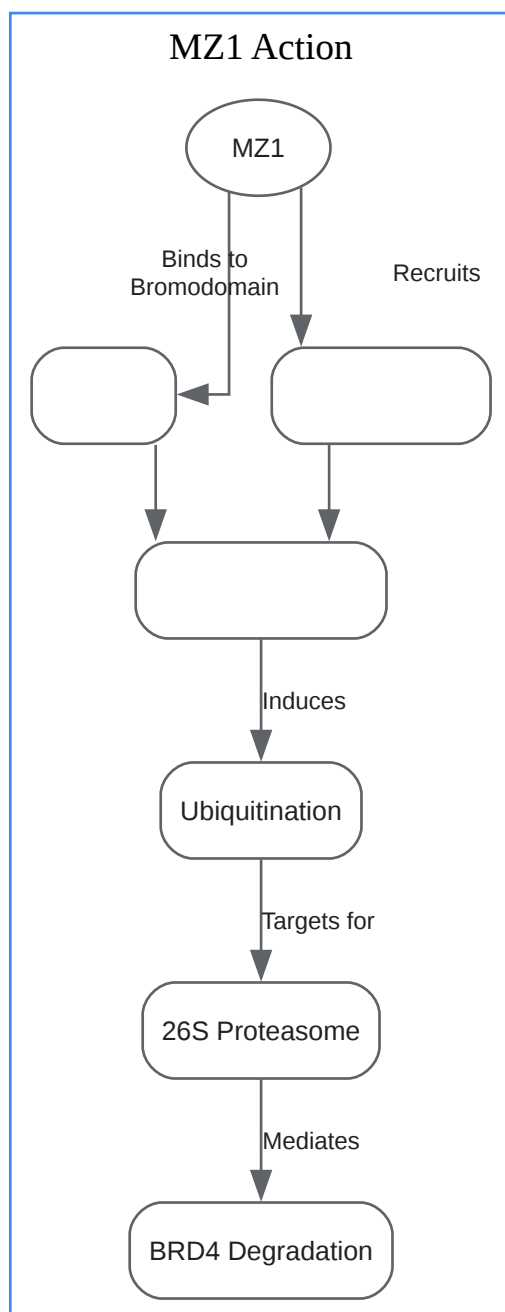 MZ1 Action
MZ1
Binds to
Bromodomain
Recruits
Induces
Ubiquitination
Targets for
26S Proteasome
Mediates
BRD4 Degradation